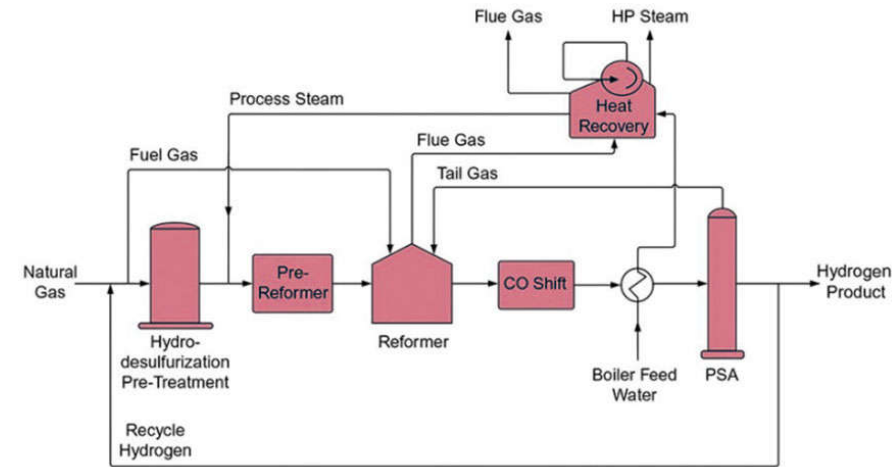 Flue Gas
HP Steam
Heat
Recovery
Process Steam
Flue Gas
Fuel Gas
Tail Gas
Natural
Gas
Pre-
Reformer
CO Shift
Hydrogen
Product
Hydro-
desulfurization
Pre-Treatment
Reformer
Boiler Feed
Water
PSA
Recycle
Hydrogen